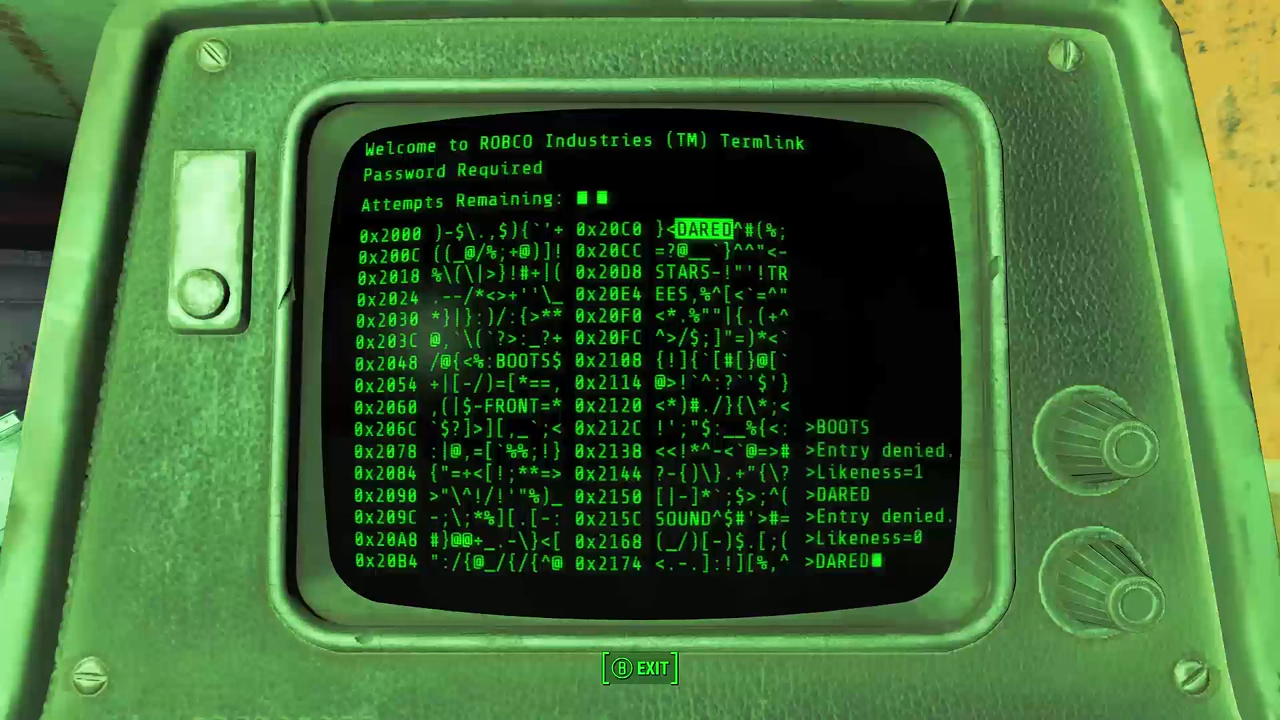 Welcome to ROBCO Industries (TM) Termlink
Password Required
Attempts Remaining: ■ ■
0x2000 )-$\.,$){`'+ 0x20C0 }<DARED^#(%;
0x200C ((_@/%;+@)]! 0x20CC =?@__`}^^"<-
0x2018 %\(\|>}!#+|( 0x20D8 STARS-!"'!TR
0x2024 .--/*<>+''\_ 0x20E4 EES,%^[<`=^"
0x2030 *}|}:)/:{>** 0x20F0 <*.%""|{.(+^
0x203C @,`\(`?>:_?+ 0x20FC ^>/$;]"=)*<`
0x2048 /@{<%:BOOTS$ 0x2108 {!]{`[#[}@[`
0x2054 +|[-/)=[*==, 0x2114 @>!`^:?`'$'}
0x2060 ,(|$-FRONT=* 0x2120 <*)#./}{\*;<
0x206C `$?]>][,_`;< 0x212C !';"$:__%{<: >BOOTS
0x2078 :|@,=[`%%;!} 0x2138 <<!*^-<`@=># >Entry denied.
0x2084 {"=+<[!;**=> 0x2144 ?-{)\}.+"{\? >Likeness=1
0x2090 >"\^!/!'"%)_ 0x2150 [|-]*`;$>;^( >DARED
0x209C -;\;*%][.[-: 0x215C SOUND^$#'>#= >Entry denied.
0x20A8 #}@@+_.-\}<[ 0x2168 (_/)[-)$.[;( >Likeness=0
0x20B4 ":/{@_/{/{^@ 0x2174 <.-.]:!][%,^ >DARED■
[Ⓑ EXIT]